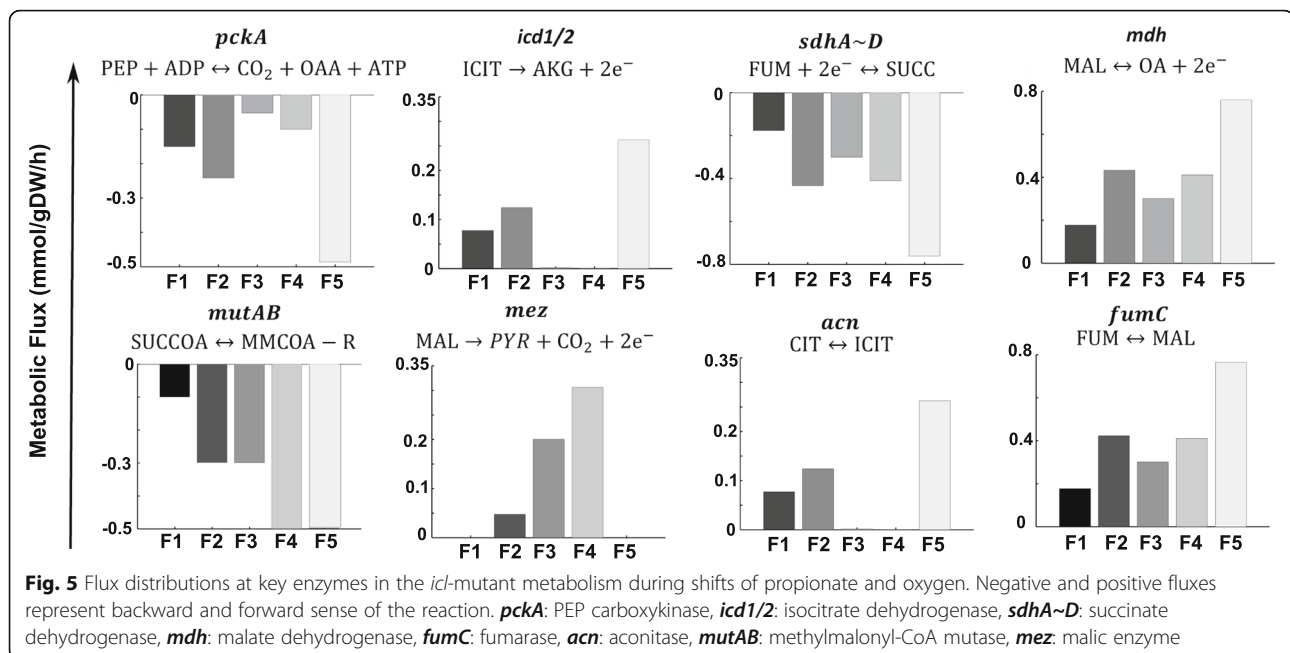 pckA
PEP + ADP ↔ CO₂ + OAA + ATP
0
-0.3
-0.5
F1 F2 F3 F4 F5
icd1/2
ICIT → AKG + 2e⁻
0.35
0.2
0.1
0
F1 F2 F3 F4 F5
sdhA~D
FUM + 2e⁻ ↔ SUCC
0
-0.4
-0.8
F1 F2 F3 F4 F5
mdh
MAL ↔ OA + 2e⁻
0.8
0.4
0
F1 F2 F3 F4 F5
Metabolic Flux (mmol/gDW/h)
mutAB
SUCCOA ↔ MMCOA − R
0
-0.3
-0.5
F1 F2 F3 F4 F5
mez
MAL → PYR + CO₂ + 2e⁻
0.35
0.2
0.1
0
F1 F2 F3 F4 F5
acn
CIT ↔ ICIT
0.35
0.2
0.1
0
F1 F2 F3 F4 F5
fumC
FUM ↔ MAL
0.8
0.4
0
F1 F2 F3 F4 F5
Fig. 5 Flux distributions at key enzymes in the icl-mutant metabolism during shifts of propionate and oxygen. Negative and positive fluxes
represent backward and forward sense of the reaction. pckA: PEP carboxykinase, icd1/2: isocitrate dehydrogenase, sdhA~D: succinate
dehydrogenase, mdh: malate dehydrogenase, fumC: fumarase, acn: aconitase, mutAB: methylmalonyl-CoA mutase, mez: malic enzyme